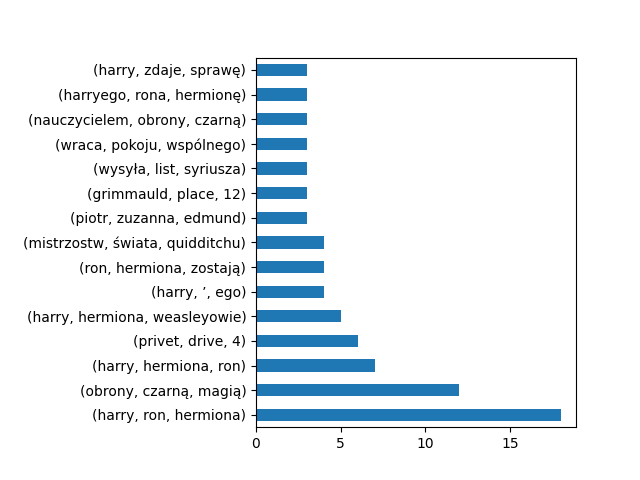 (harry, zdaje, sprawę)
(harryego, rona, hermionę)
(nauczycielem, obrony, czarną)
(wraca, pokoju, wspólnego)
(wysyła, list, syriusza)
(grimmauld, place, 12)
(piotr, zuzanna, edmund)
(mistrzostw, świata, quidditchu)
(ron, hermiona, zostają)
(harry, ’, ego)
(harry, hermiona, weasleyowie)
(privet, drive, 4)
(harry, hermiona, ron)
(obrony, czarną, magią)
(harry, ron, hermiona)
0 5 10 15